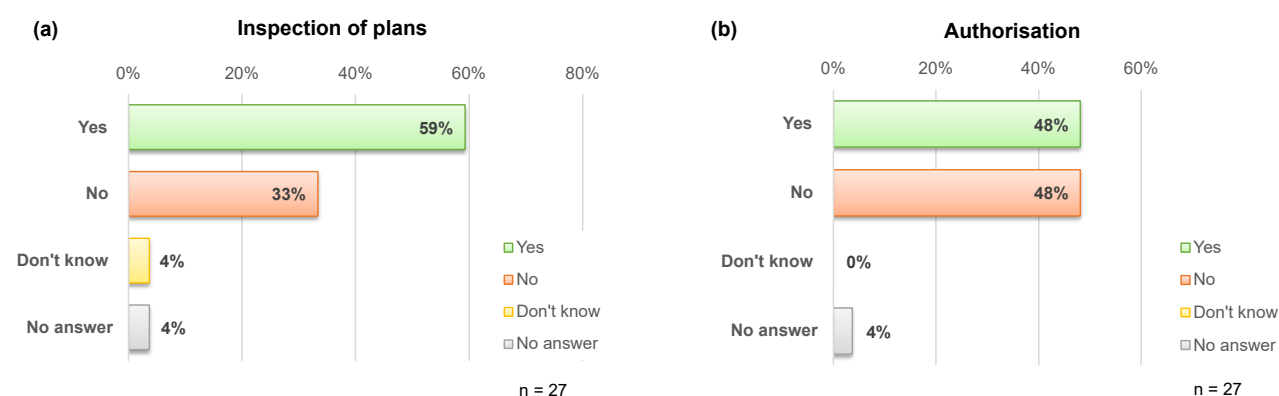 (a)
Inspection of plans
0% 20% 40% 60% 80%
Yes 59%
No 33%
Don't know 4%
No answer 4%
Yes
No
Don't know
No answer
n = 27
(b)
Authorisation
0% 20% 40% 60%
Yes 48%
No 48%
Don't know 0%
No answer 4%
Yes
No
Don't know
No answer
n = 27